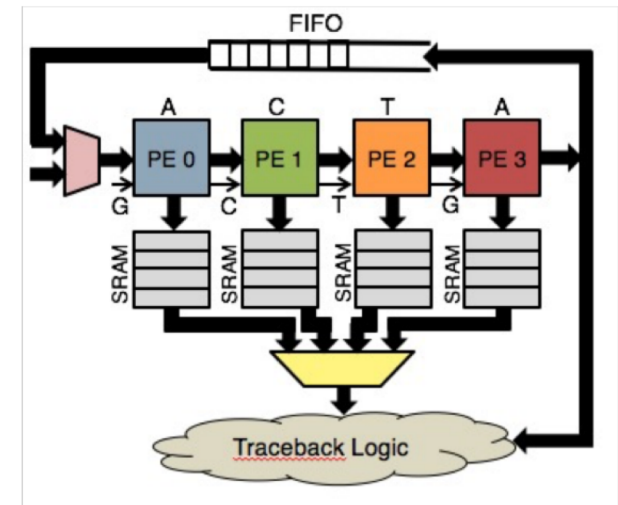 FIFO
A C T A
PE 0 PE 1 PE 2 PE 3
G C T G
SRAM SRAM SRAM SRAM
Traceback Logic